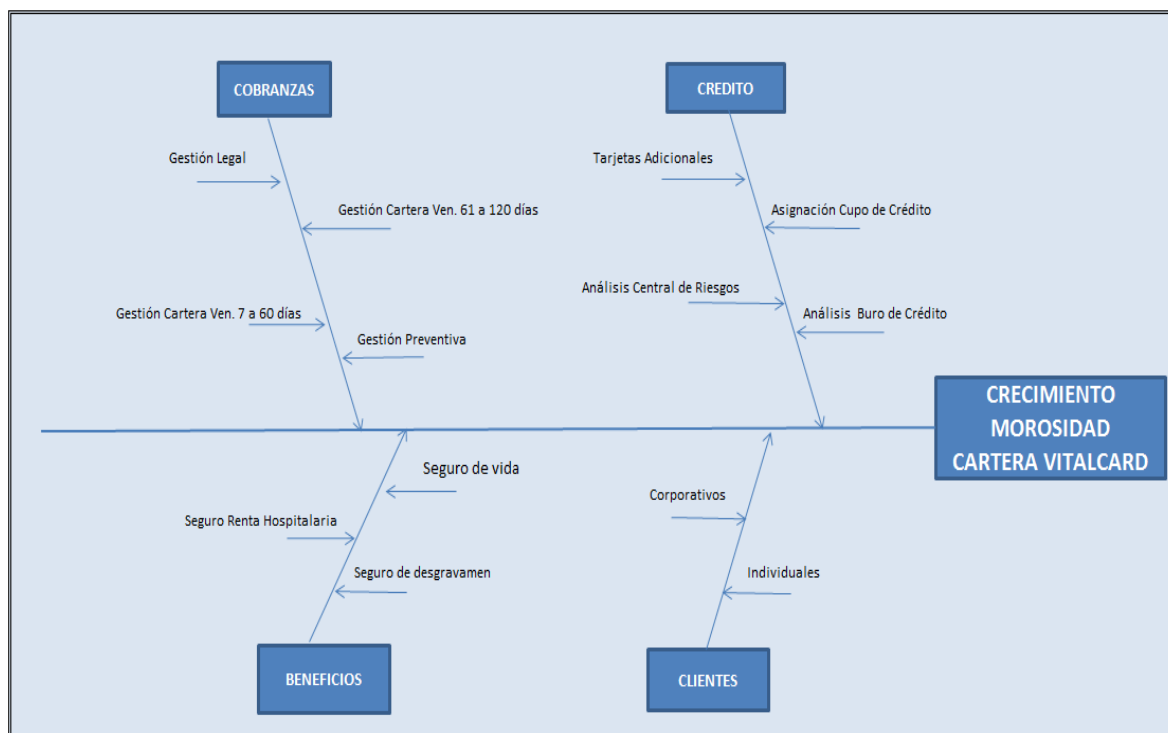 COBRANZAS
CREDITO
Gestión Legal
Tarjetas Adicionales
Gestión Cartera Ven. 61 a 120 días
Asignación Cupo de Crédito
Análisis Central de Riesgos
Gestión Cartera Ven. 7 a 60 días
Análisis Buro de Crédito
Gestión Preventiva
CRECIMIENTO
MOROSIDAD
CARTERA VITALCARD
Seguro de vida
Corporativos
Seguro Renta Hospitalaria
Seguro de desgravamen
Individuales
BENEFICIOS
CLIENTES